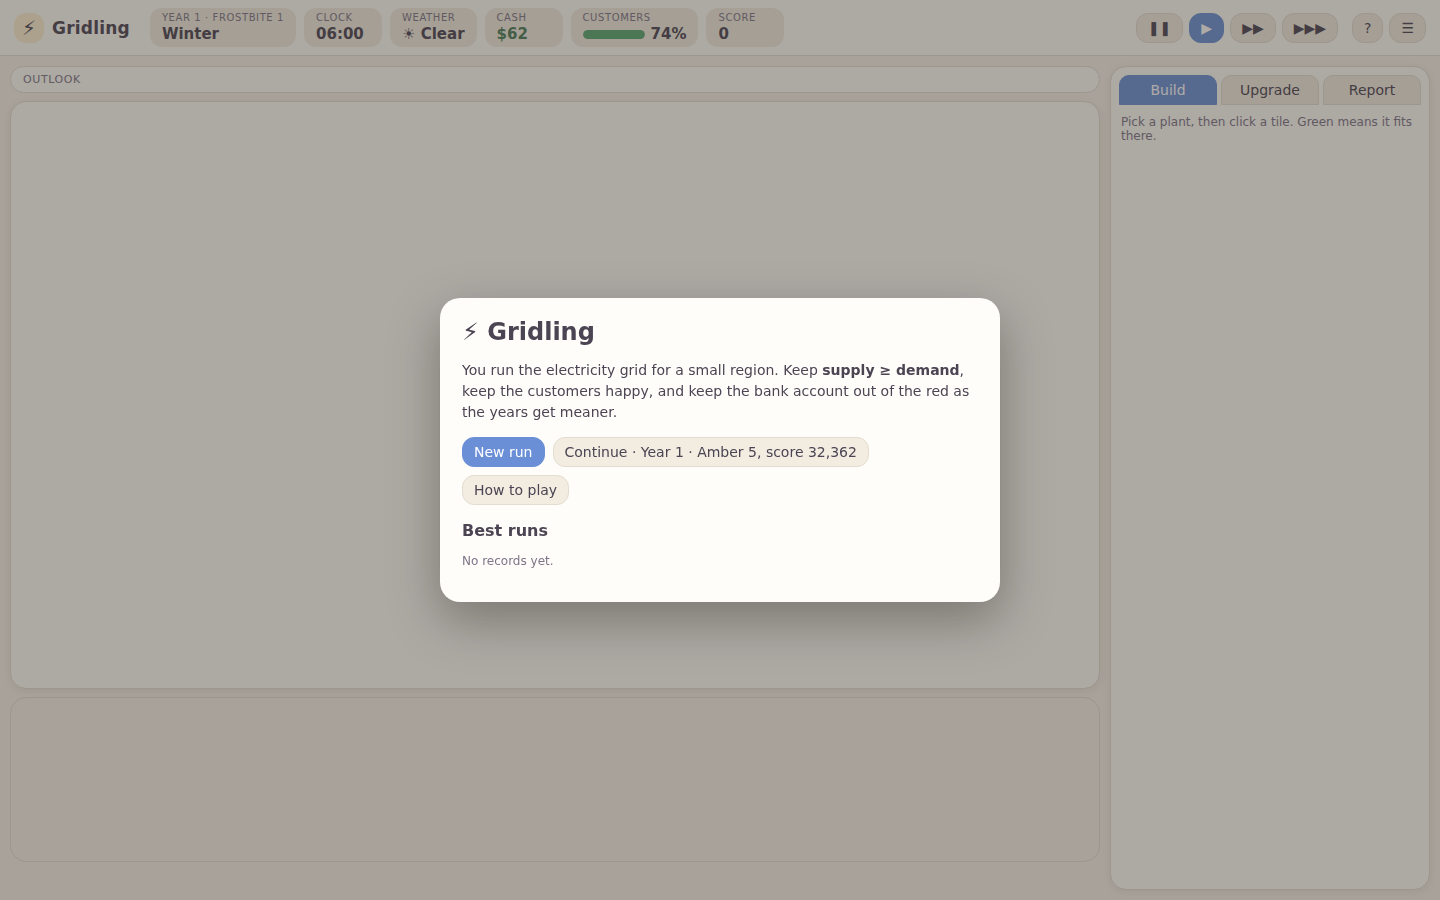 ⚡ Gridling
YEAR 1 · FROSTBITE 1
Winter
CLOCK
06:00
WEATHER
☀ Clear
CASH
$62
CUSTOMERS
74%
SCORE
0
❚❚
▶
▶▶
▶▶▶
?
☰
OUTLOOK
Build
Upgrade
Report
Pick a plant, then click a tile. Green means it fits
there.
⚡ Gridling
You run the electricity grid for a small region. Keep supply ≥ demand,
keep the customers happy, and keep the bank account out of the red as
the years get meaner.
New run
Continue · Year 1 · Amber 5, score 32,362
How to play
Best runs
No records yet.